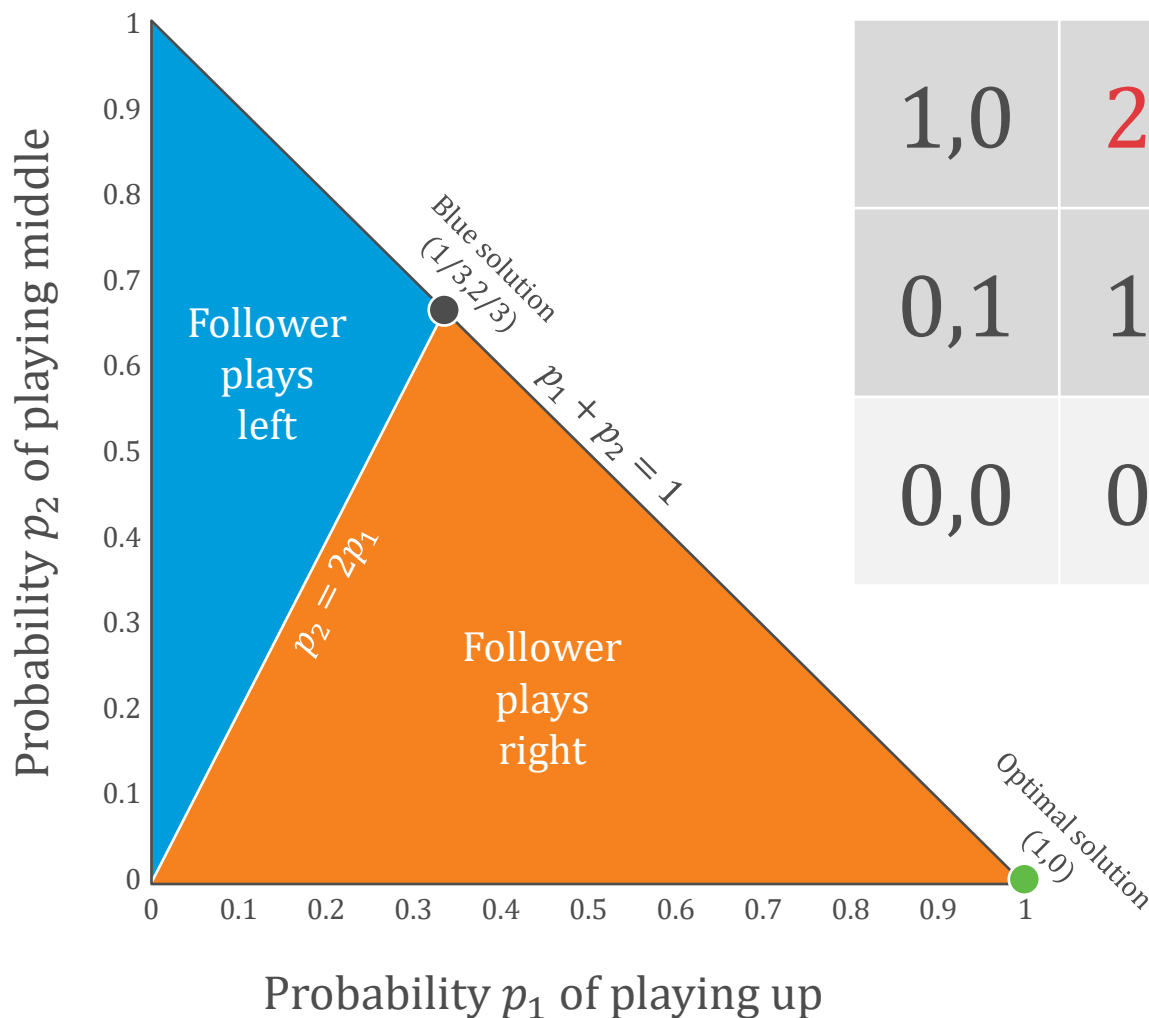 Probability p₂ of playing middle
1
0.9
0.8
0.7
0.6
0.5
0.4
0.3
0.2
0.1
0
Follower
plays
left
Blue solution
(1/3,2/3)
p₁ + p₂ = 1
p₂ = 2p₁
Follower
plays
right
Optimal solution
(1,0)
1,0 2
0,1 1
0,0 0
0 0.1 0.2 0.3 0.4 0.5 0.6 0.7 0.8 0.9 1
Probability p₁ of playing up